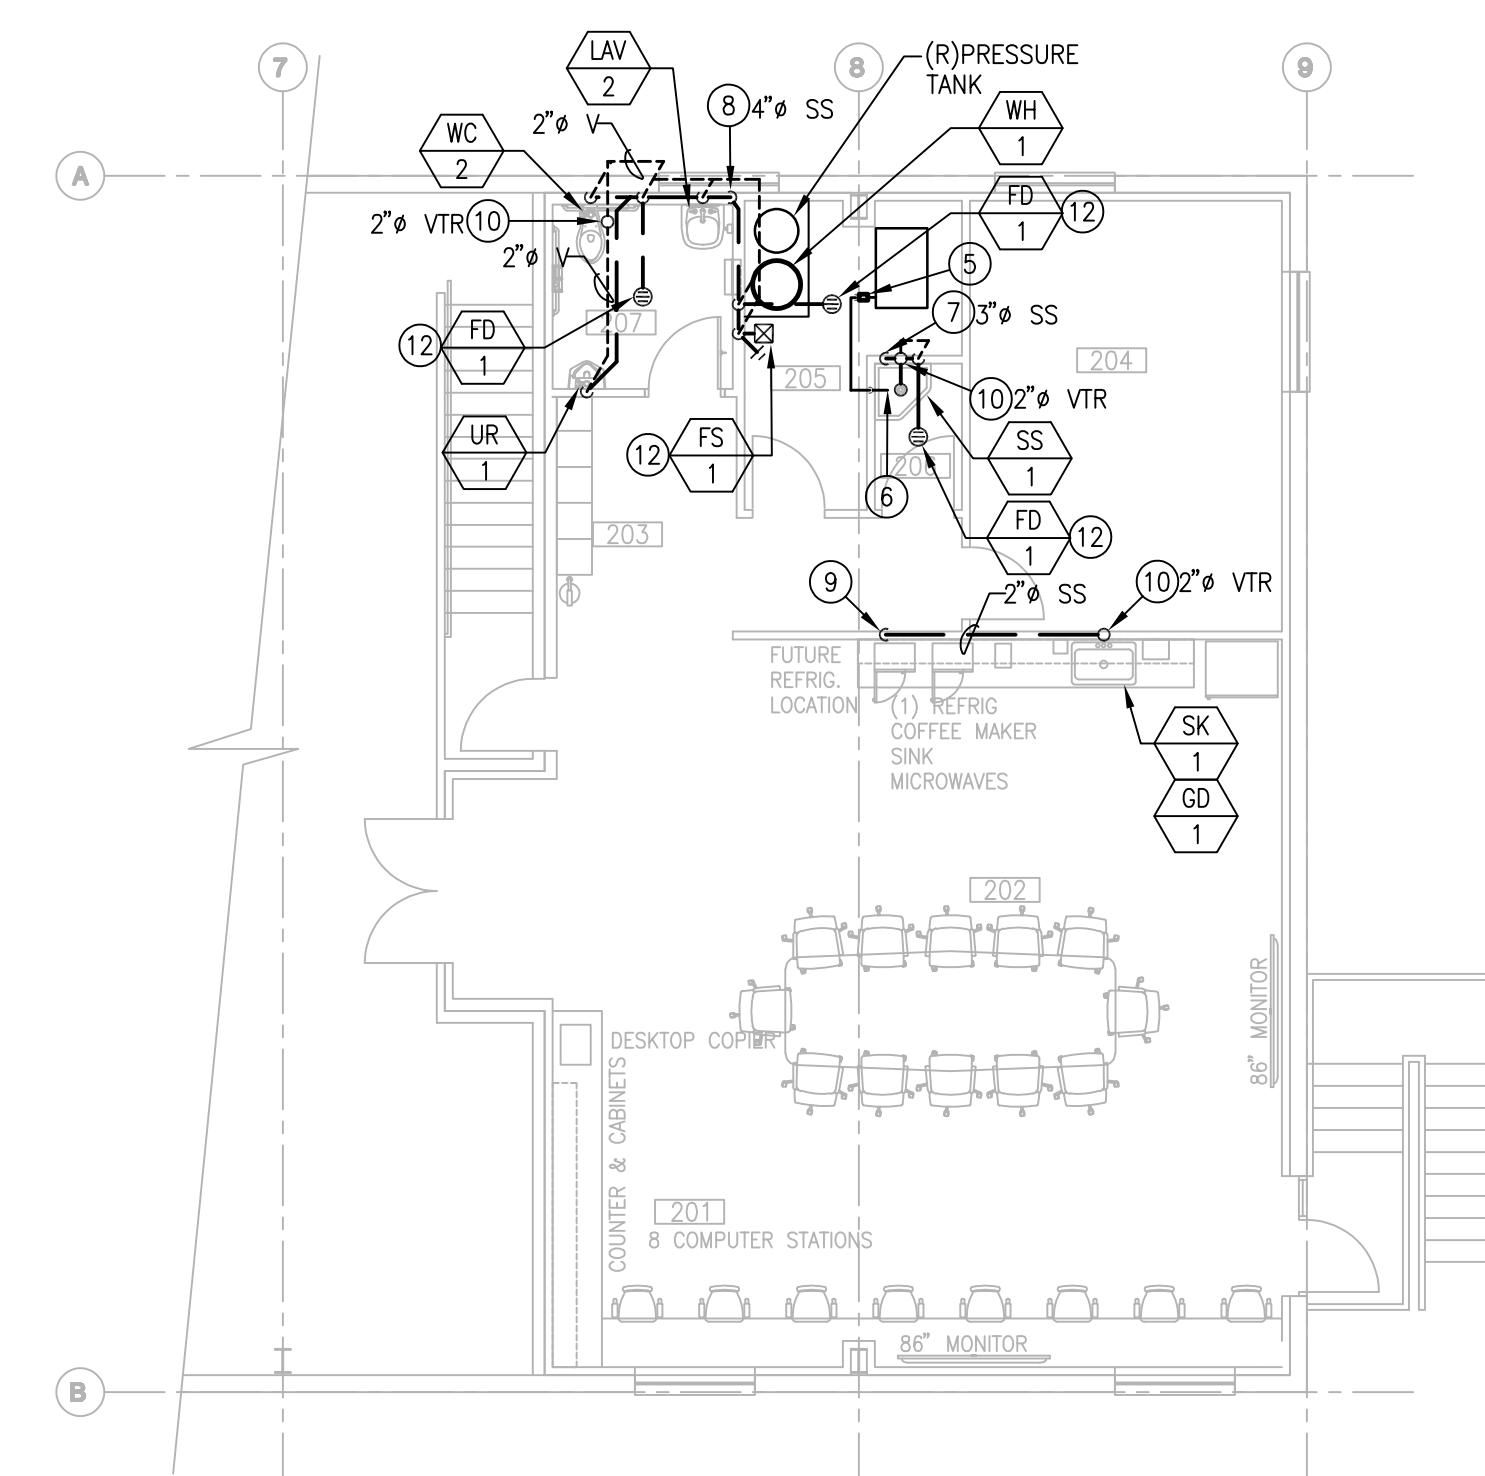 7
8
9
A
B
LAV
2
(R)PRESSURE
TANK
WH
1
8 4"ø SS
2"ø V
WC
2
FD
1
12
2"ø VTR 10
2"ø V
5
7 3"ø SS
12
FD
1
207
205
204
10 2"ø VTR
UR
1
12
FS
1
SS
1
206
6
FD
1
12
203
9
2"ø SS
10 2"ø VTR
FUTURE
REFRIG.
LOCATION
(1) REFRIG
COFFEE MAKER
SINK
MICROWAVES
SK
1
GD
1
202
86" MONITOR
DESKTOP COPIER
COUNTER & CABINETS
201
8 COMPUTER STATIONS
86" MONITOR